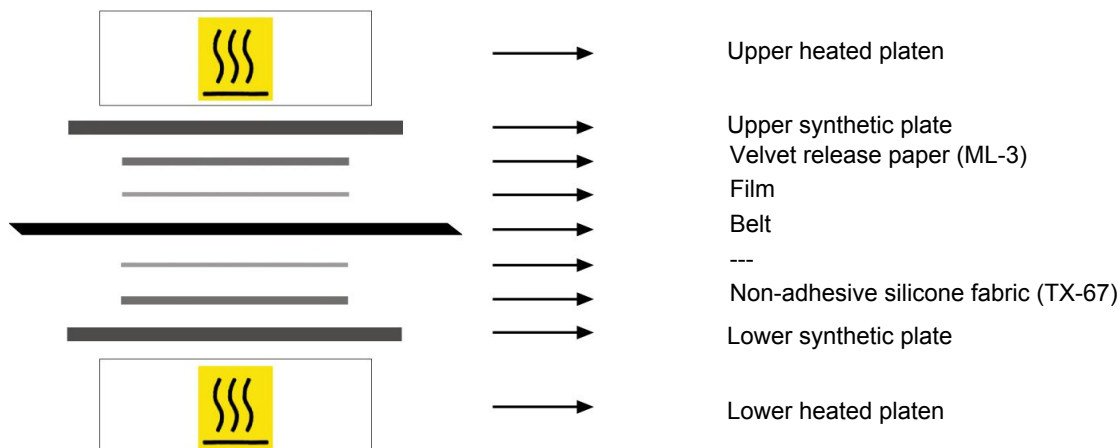 Upper heated platen
Upper synthetic plate
Velvet release paper (ML-3)
Film
Belt
---
Non-adhesive silicone fabric (TX-67)
Lower synthetic plate
Lower heated platen